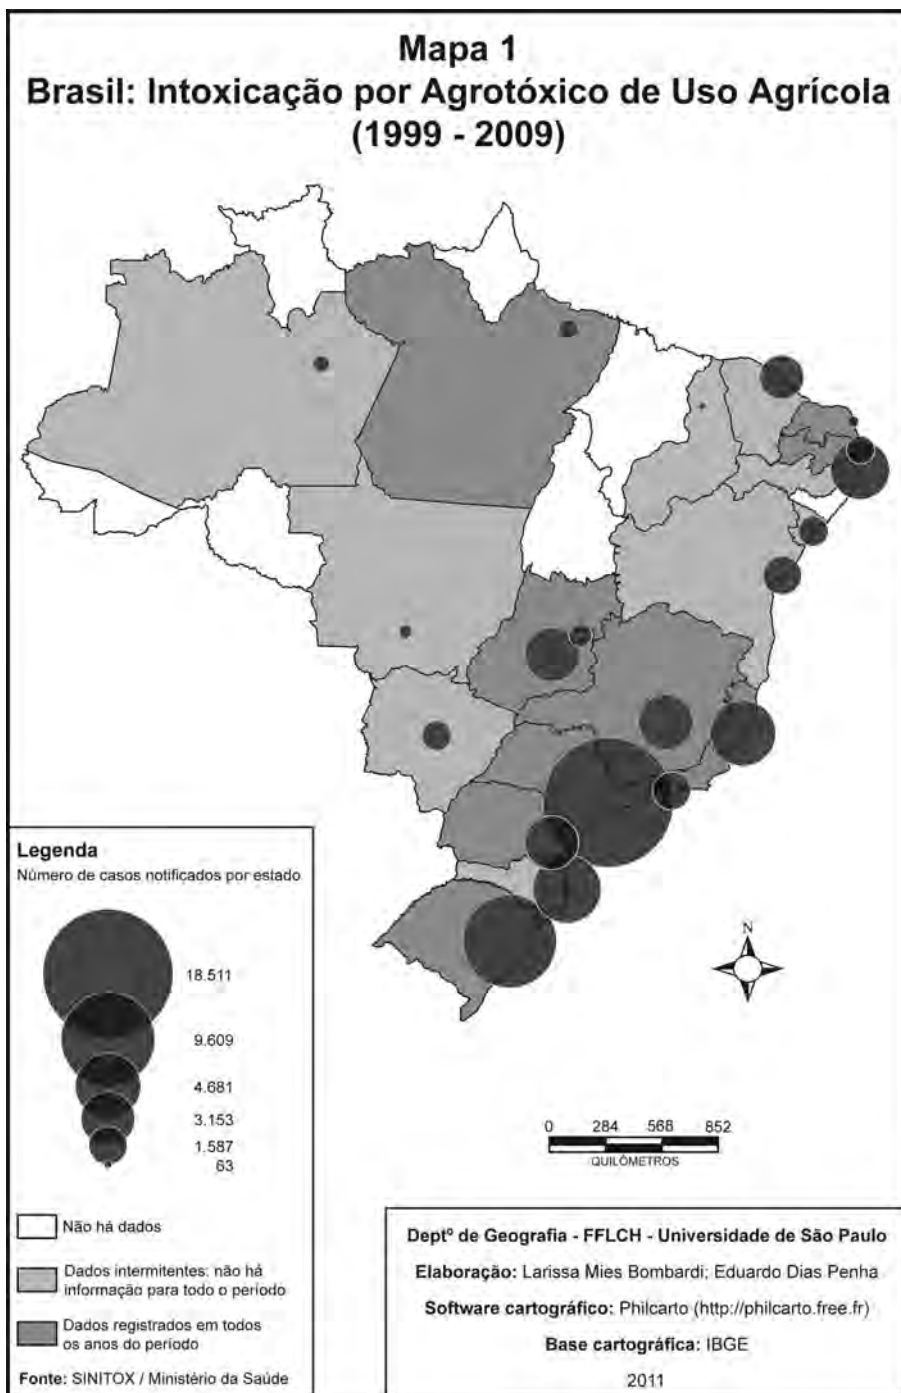 Mapa 1
Brasil: Intoxicação por Agrotóxico de Uso Agrícola
(1999 - 2009)
Legenda
Número de casos notificados por estado
18.511
9.609
4.681
3.153
1.587
63
Não há dados
Dados intermitentes: não há
informação para todo o período
Dados registrados em todos
os anos do período
Fonte: SINITOX / Ministério da Saúde
N
0 284 568 852
QUILÔMETROS
Deptº de Geografia - FFLCH - Universidade de São Paulo
Elaboração: Larissa Mies Bombardi; Eduardo Dias Penha
Software cartográfico: Philcarto (http://philcarto.free.fr)
Base cartográfica: IBGE
2011